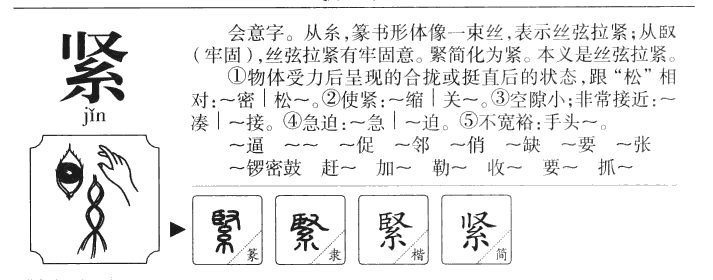 紧
jǐn
会意字。从糸,篆书形体像一束丝,表示丝弦拉紧;从臤
(牢固),丝弦拉紧有牢固意。緊简化为紧。本义是丝弦拉紧。
①物体受力后呈现的合拢或挺直后的状态,跟“松”相
对:～密｜松～。②使紧:～缩｜关～。③空隙小;非常接近:～
凑｜～接。④急迫:～急｜～迫。⑤不宽裕:手头～。
～逼 ～～ ～促 ～邻 ～俏 ～缺 ～要 ～张
～锣密鼓 赶～ 加～ 勒～ 收～ 要～ 抓～
緊 篆
緊 隶
緊 楷
紧 简